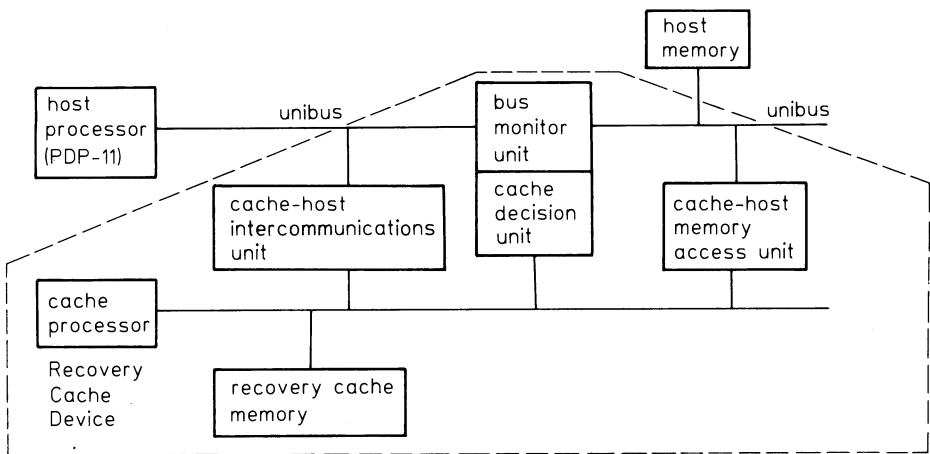 host
memory
host
processor
(PDP-11)
unibus
bus
monitor
unit
unibus
cache-host
intercommunications
unit
cache
decision
unit
cache-host
memory
access unit
cache
processor
Recovery
Cache
Device
recovery cache
memory